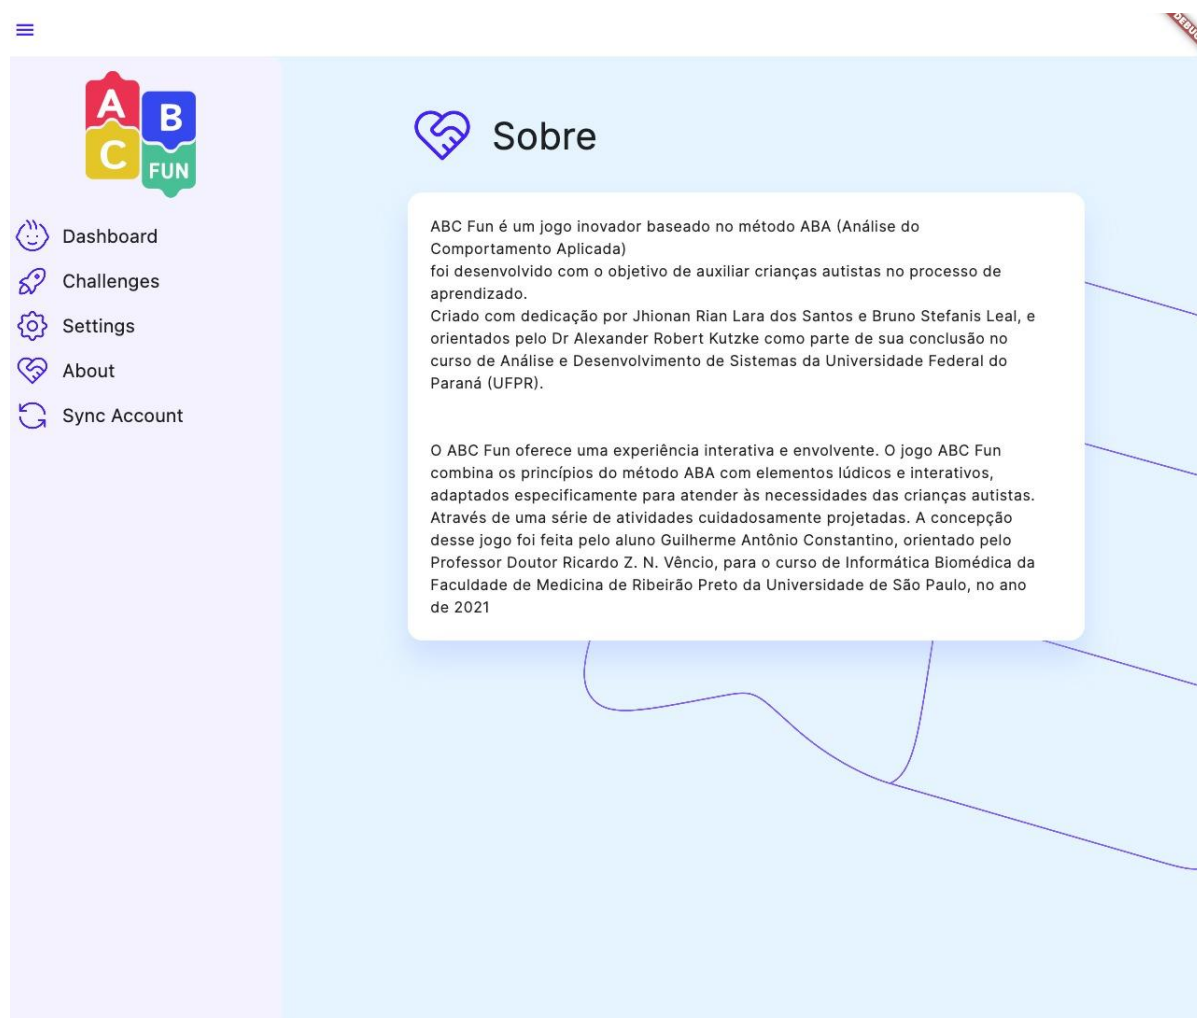 DEBUG
A
B
C
FUN
Dashboard
Challenges
Settings
About
Sync Account
Sobre
ABC Fun é um jogo inovador baseado no método ABA (Análise do
Comportamento Aplicada)
foi desenvolvido com o objetivo de auxiliar crianças autistas no processo de
aprendizado.
Criado com dedicação por Jhionan Rian Lara dos Santos e Bruno Stefanis Leal, e
orientados pelo Dr Alexander Robert Kutzke como parte de sua conclusão no
curso de Análise e Desenvolvimento de Sistemas da Universidade Federal do
Paraná (UFPR).
O ABC Fun oferece uma experiência interativa e envolvente. O jogo ABC Fun
combina os princípios do método ABA com elementos lúdicos e interativos,
adaptados especificamente para atender às necessidades das crianças autistas.
Através de uma série de atividades cuidadosamente projetadas. A concepção
desse jogo foi feita pelo aluno Guilherme Antônio Constantino, orientado pelo
Professor Doutor Ricardo Z. N. Vêncio, para o curso de Informática Biomédica da
Faculdade de Medicina de Ribeirão Preto da Universidade de São Paulo, no ano
de 2021